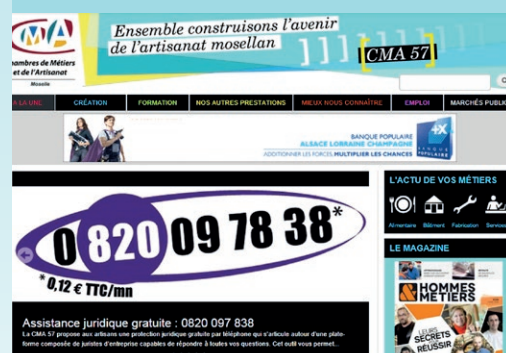 CMA
Chambres de Métiers
et de l'Artisanat
Moselle
Ensemble construisons l'avenir
de l'artisanat mosellan
CMA 57
A LA UNE CRÉATION FORMATION NOS AUTRES PRESTATIONS MIEUX NOUS CONNAÎTRE EMPLOI MARCHÉS PUBLIC
BANQUE POPULAIRE
ALSACE LORRAINE CHAMPAGNE
ADDITIONNER LES FORCES, MULTIPLIER LES CHANCES
BANQUE
POPULAIRE
L'ACTU DE VOS MÉTIERS
Alimentaire Bâtiment Fabrication Services
0 820 09 78 38*
* 0,12 € TTC/mn
LE MAGAZINE
HOMMES
& MÉTIERS
LEURS
SECRETS
RÉUSSIR
Assistance juridique gratuite : 0820 097 838
La CMA 57 propose aux artisans une protection juridique gratuite par téléphone qui s'articule autour d'une plate-
forme composée de juristes d'entreprise capables de répondre à toutes vos questions. Cet outil vous permet...